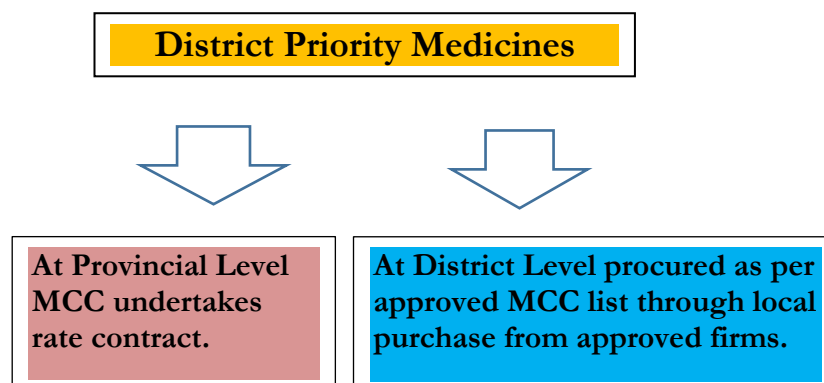 District Priority Medicines
At Provincial Level
MCC undertakes
rate contract.
At District Level procured as per
approved MCC list through local
purchase from approved firms.